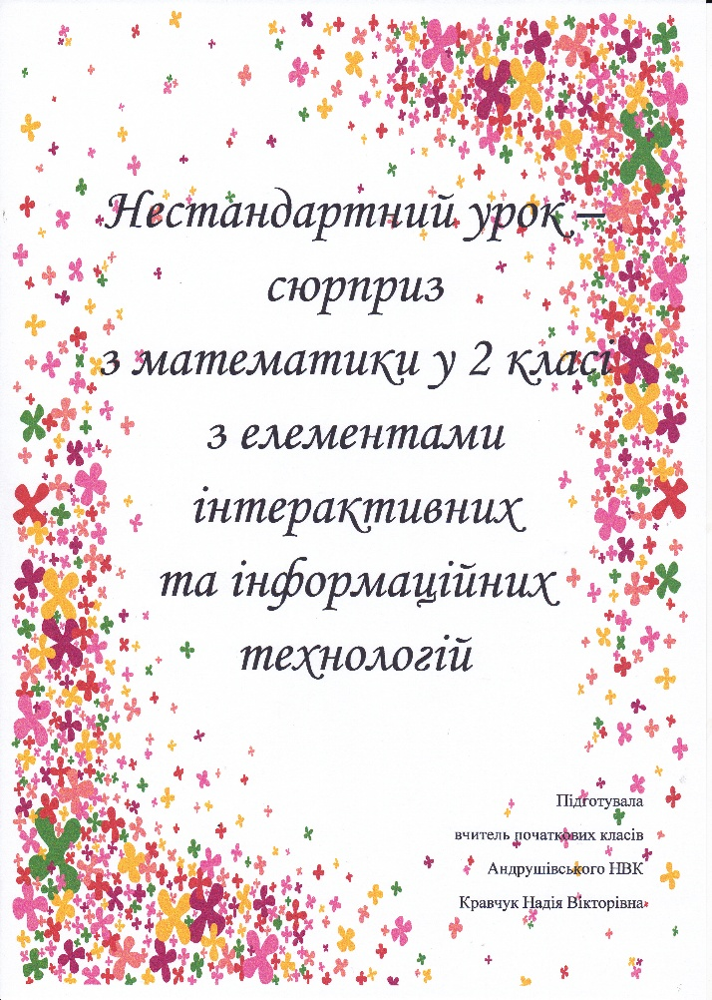 Нестандартний урок –
сюрприз
з математики у 2 класі
з елементами
інтерактивних
та інформаційних
технологій
Підготувала
вчитель початкових класів
Андрушівського НВК
Кравчук Надія Вікторівна